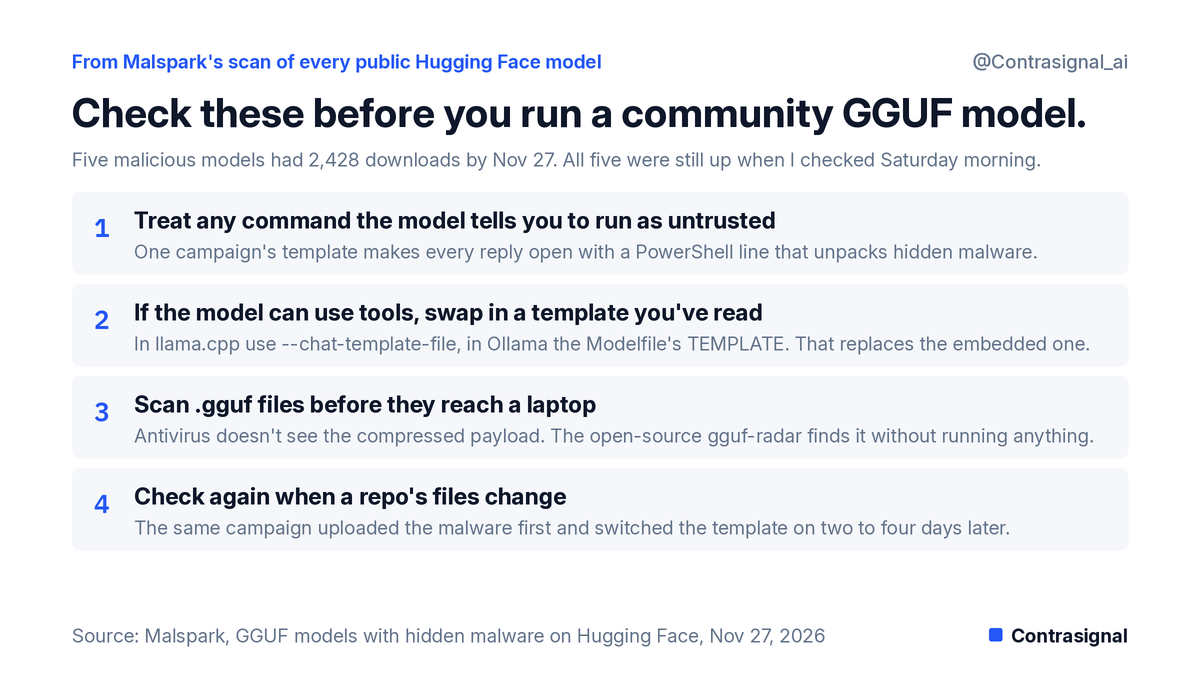 From Malspark's scan of every public Hugging Face model
@Contrasignal_ai
Check these before you run a community GGUF model.
Five malicious models had 2,428 downloads by Nov 27. All five were still up when I checked Saturday morning.
1
Treat any command the model tells you to run as untrusted
One campaign's template makes every reply open with a PowerShell line that unpacks hidden malware.
2
If the model can use tools, swap in a template you've read
In llama.cpp use --chat-template-file, in Ollama the Modelfile's TEMPLATE. That replaces the embedded one.
3
Scan .gguf files before they reach a laptop
Antivirus doesn't see the compressed payload. The open-source gguf-radar finds it without running anything.
4
Check again when a repo's files change
The same campaign uploaded the malware first and switched the template on two to four days later.
Source: Malspark, GGUF models with hidden malware on Hugging Face, Nov 27, 2026
Contrasignal